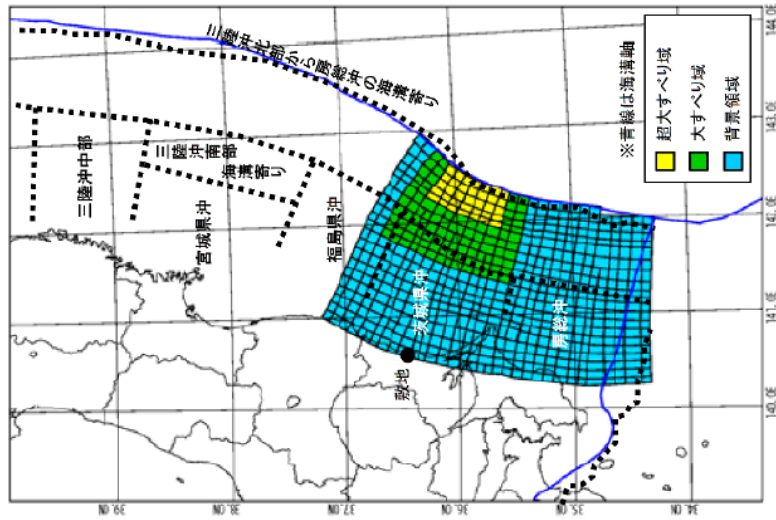 三陸沖北部から房総沖の海溝寄り
三陸沖中部
三陸沖南部
海溝寄り
宮城県沖
福島県沖
茨城県沖
房総沖
敷地
※青線は海溝軸
超大すべり域
大すべり域
背景領域
144.0E
143.0E
142.0E
141.0E
140.0E
39.0N
38.0N
37.0N
36.0N
35.0N
34.0N